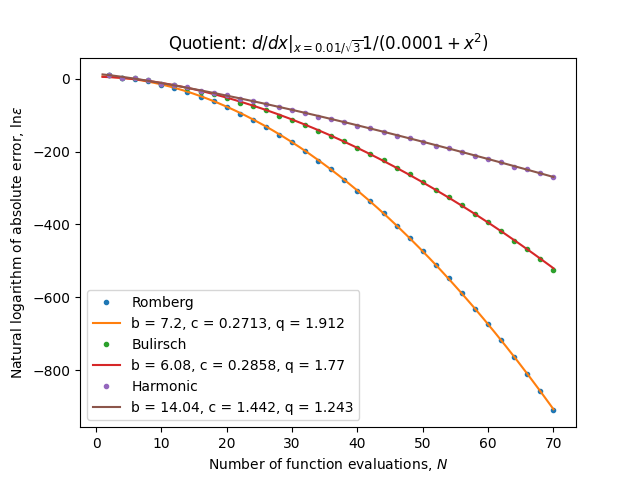 Quotient: d/dx|ₓ₌₀.₀₁/√₃1/(0.0001 + x²)
Natural logarithm of absolute error, lnε
0
−200
−400
−600
−800
Romberg
b = 7.2, c = 0.2713, q = 1.912
Bulirsch
b = 6.08, c = 0.2858, q = 1.77
Harmonic
b = 14.04, c = 1.442, q = 1.243
0 10 20 30 40 50 60 70
Number of function evaluations, N